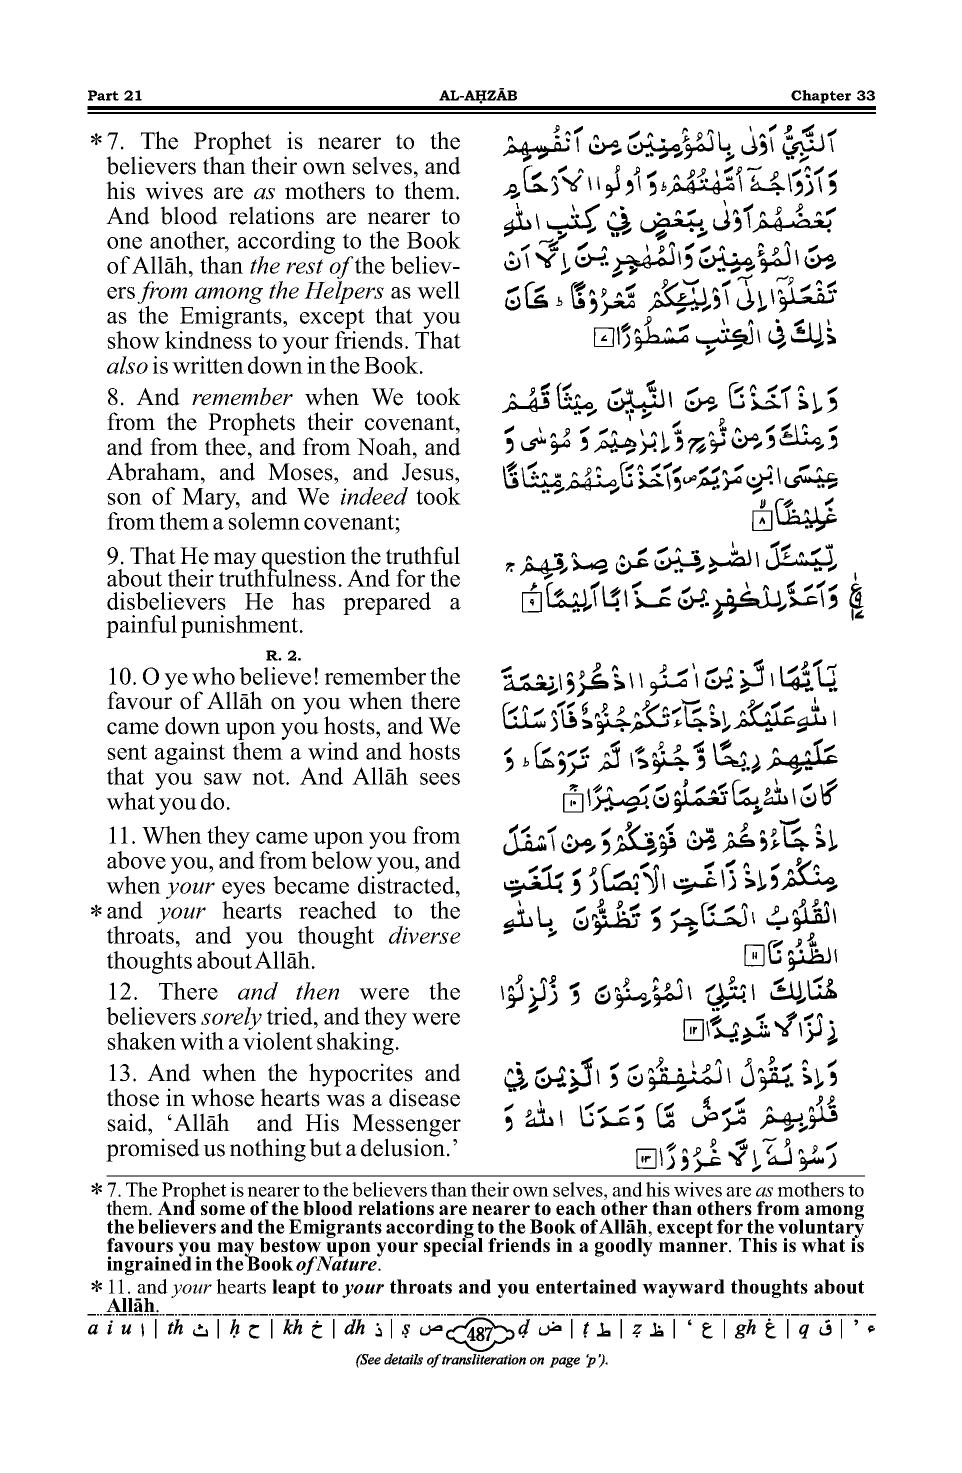 Part 21 AL-AḤZĀB Chapter 33
*7. The Prophet is nearer to the
believers than their own selves, and
his wives are as mothers to them.
And blood relations are nearer to
one another, according to the Book
of Allāh, than the rest of the believ-
ers from among the Helpers as well
as the Emigrants, except that you
show kindness to your friends. That
also is written down in the Book.
8. And remember when We took
from the Prophets their covenant,
and from thee, and from Noah, and
Abraham, and Moses, and Jesus,
son of Mary, and We indeed took
from them a solemn covenant;
9. That He may question the truthful
about their truthfulness. And for the
disbelievers He has prepared a
painful punishment.
R. 2.
10. O ye who believe! remember the
favour of Allāh on you when there
came down upon you hosts, and We
sent against them a wind and hosts
that you saw not. And Allāh sees
what you do.
11. When they came upon you from
above you, and from below you, and
when your eyes became distracted,
*and your hearts reached to the
throats, and you thought diverse
thoughts about Allāh.
12. There and then were the
believers sorely tried, and they were
shaken with a violent shaking.
13. And when the hypocrites and
those in whose hearts was a disease
said, ‘Allāh and His Messenger
promised us nothing but a delusion.’
اَلنَّبِيُّ اَوْلٰى بِالْمُؤْمِنِيْنَ مِنْ اَنْفُسِهِمْ
وَ اَزْوَاجُهٗۤ اُمَّهٰتُهُمْ ؕ وَ اُولُوا الْاَرْحَامِ
بَعْضُهُمْ اَوْلٰى بِبَعْضٍ فِيْ كِتٰبِ اللّٰهِ
مِنَ الْمُؤْمِنِيْنَ وَالْمُهٰجِرِيْنَ اِلَّاۤ اَنْ
تَفْعَلُوْۤا اِلٰۤى اَوْلِيٰٓئِكُمْ مَّعْرُوْفًا ؕ كَانَ
ذٰلِكَ فِى الْكِتٰبِ مَسْطُوْرًا ۷
وَ اِذْ اَخَذْنَا مِنَ النَّبِيّٖنَ مِيْثَاقَهُمْ
وَ مِنْكَ وَ مِنْ نُّوْحٍ وَّ اِبْرٰهِيْمَ وَ مُوْسٰى وَ
عِيْسَى ابْنِ مَرْيَمَ ۪ وَ اَخَذْنَا مِنْهُمْ مِّيْثَاقًا
غَلِيْظًا ۙ ۸
لِّيَسْـَٔلَ الصّٰدِقِيْنَ عَنْ صِدْقِهِمْ ۚ
وَ اَعَدَّ لِلْكٰفِرِيْنَ عَذَابًا اَلِيْمًا ۹
يٰۤاَيُّهَا الَّذِيْنَ اٰمَنُوا اذْكُرُوْا نِعْمَةَ
اللّٰهِ عَلَيْكُمْ اِذْ جَآءَتْكُمْ جُنُوْدٌ فَاَرْسَلْنَا
عَلَيْهِمْ رِيْحًا وَّ جُنُوْدًا لَّمْ تَرَوْهَا ؕ وَ
كَانَ اللّٰهُ بِمَا تَعْمَلُوْنَ بَصِيْرًا ۚ ۱۰
اِذْ جَآءُوْكُمْ مِّنْ فَوْقِكُمْ وَ مِنْ اَسْفَلَ
مِنْكُمْ وَ اِذْ زَاغَتِ الْاَبْصَارُ وَ بَلَغَتِ
الْقُلُوْبُ الْحَنَاجِرَ وَ تَظُنُّوْنَ بِاللّٰهِ
الظُّنُوْنَا ۱۱
هُنَالِكَ ابْتُلِيَ الْمُؤْمِنُوْنَ وَ زُلْزِلُوْا
زِلْزَالًا شَدِيْدًا ۱۲
وَ اِذْ يَقُوْلُ الْمُنٰفِقُوْنَ وَ الَّذِيْنَ فِيْ
قُلُوْبِهِمْ مَّرَضٌ مَّا وَعَدَنَا اللّٰهُ وَ
رَسُوْلُهٗۤ اِلَّا غُرُوْرًا ۱۳
* 7. The Prophet is nearer to the believers than their own selves, and his wives are as mothers to
them. And some of the blood relations are nearer to each other than others from among
the believers and the Emigrants according to the Book of Allāh, except for the voluntary
favours you may bestow upon your special friends in a goodly manner. This is what is
ingrained in the Book of Nature.
* 11. and your hearts leapt to your throats and you entertained wayward thoughts about
Allāh.
a i u ا | th ث | ḥ ح | kh خ | dh ذ | ṣ ص 487 ḍ ض | ṭ ط | ẓ ظ | ‘ ع | gh غ | q ق | ’ ء
(See details of transliteration on page ‘p’).